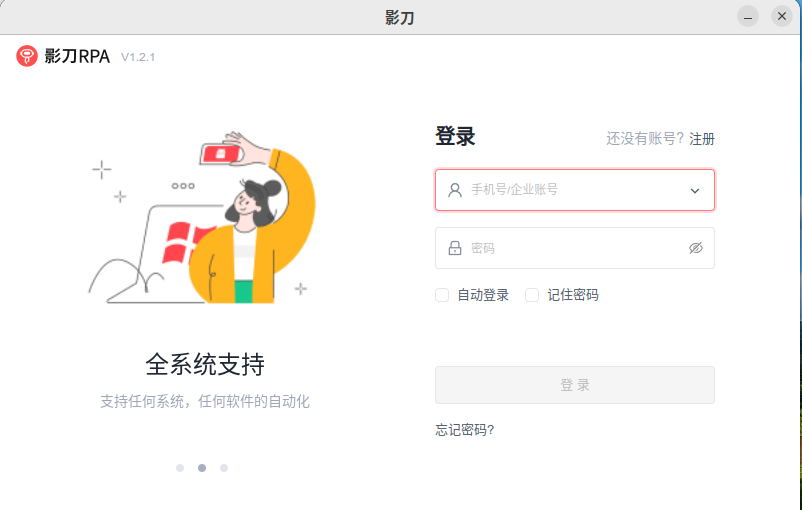 影刀
影刀RPA V1.2.1
登录
还没有账号? 注册
手机号/企业账号
密码
自动登录 记住密码
登 录
忘记密码?
全系统支持
支持任何系统，任何软件的自动化